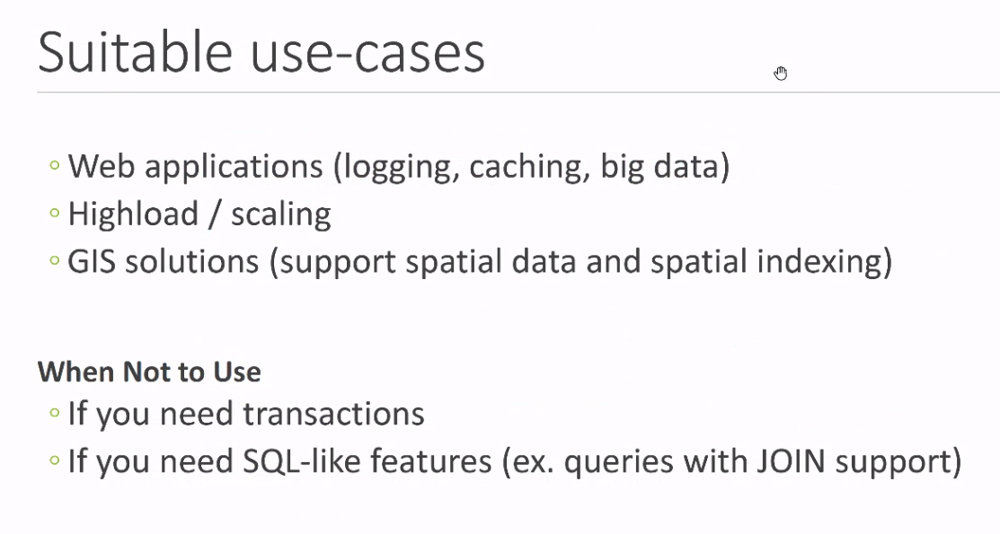 Suitable use-cases
Web applications (logging, caching, big data)
Highload / scaling
GIS solutions (support spatial data and spatial indexing)
When Not to Use
If you need transactions
If you need SQL-like features (ex. queries with JOIN support)